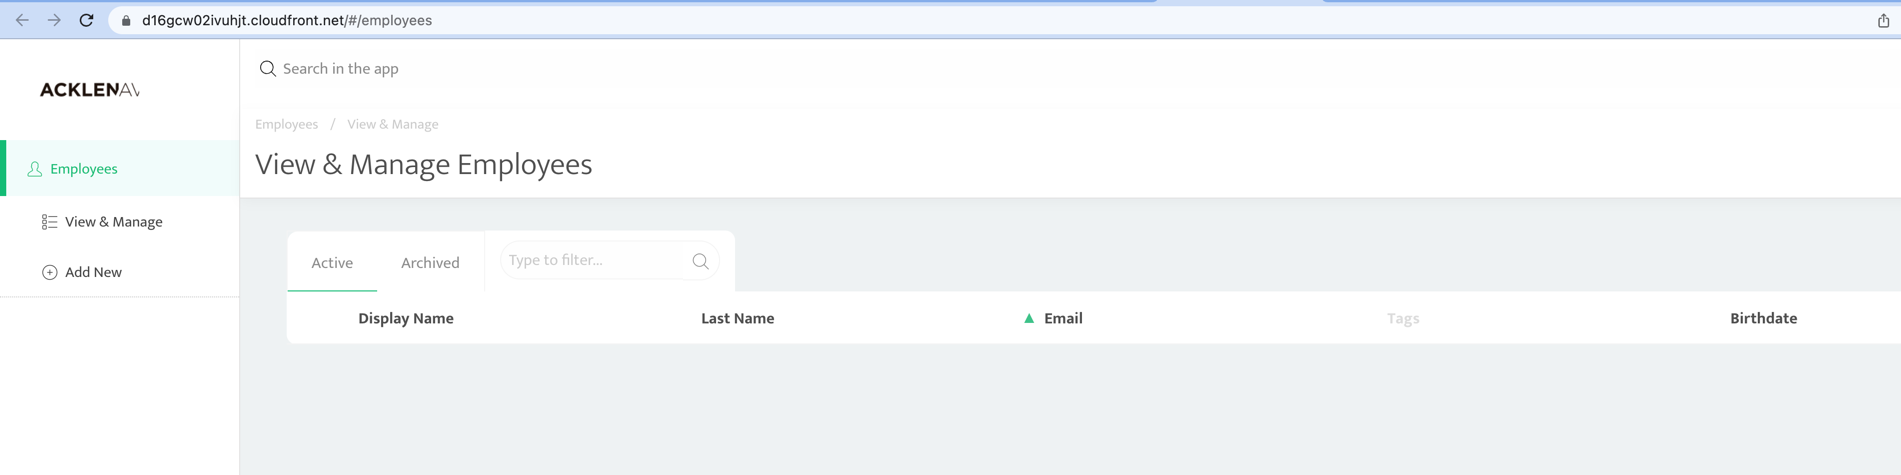 d16gcw02ivuhjt.cloudfront.net/#/employees
ACKLENAV
Search in the app
Employees / View & Manage
View & Manage Employees
Employees
View & Manage
Add New
Active Archived Type to filter...
Display Name Last Name Email Tags Birthdate